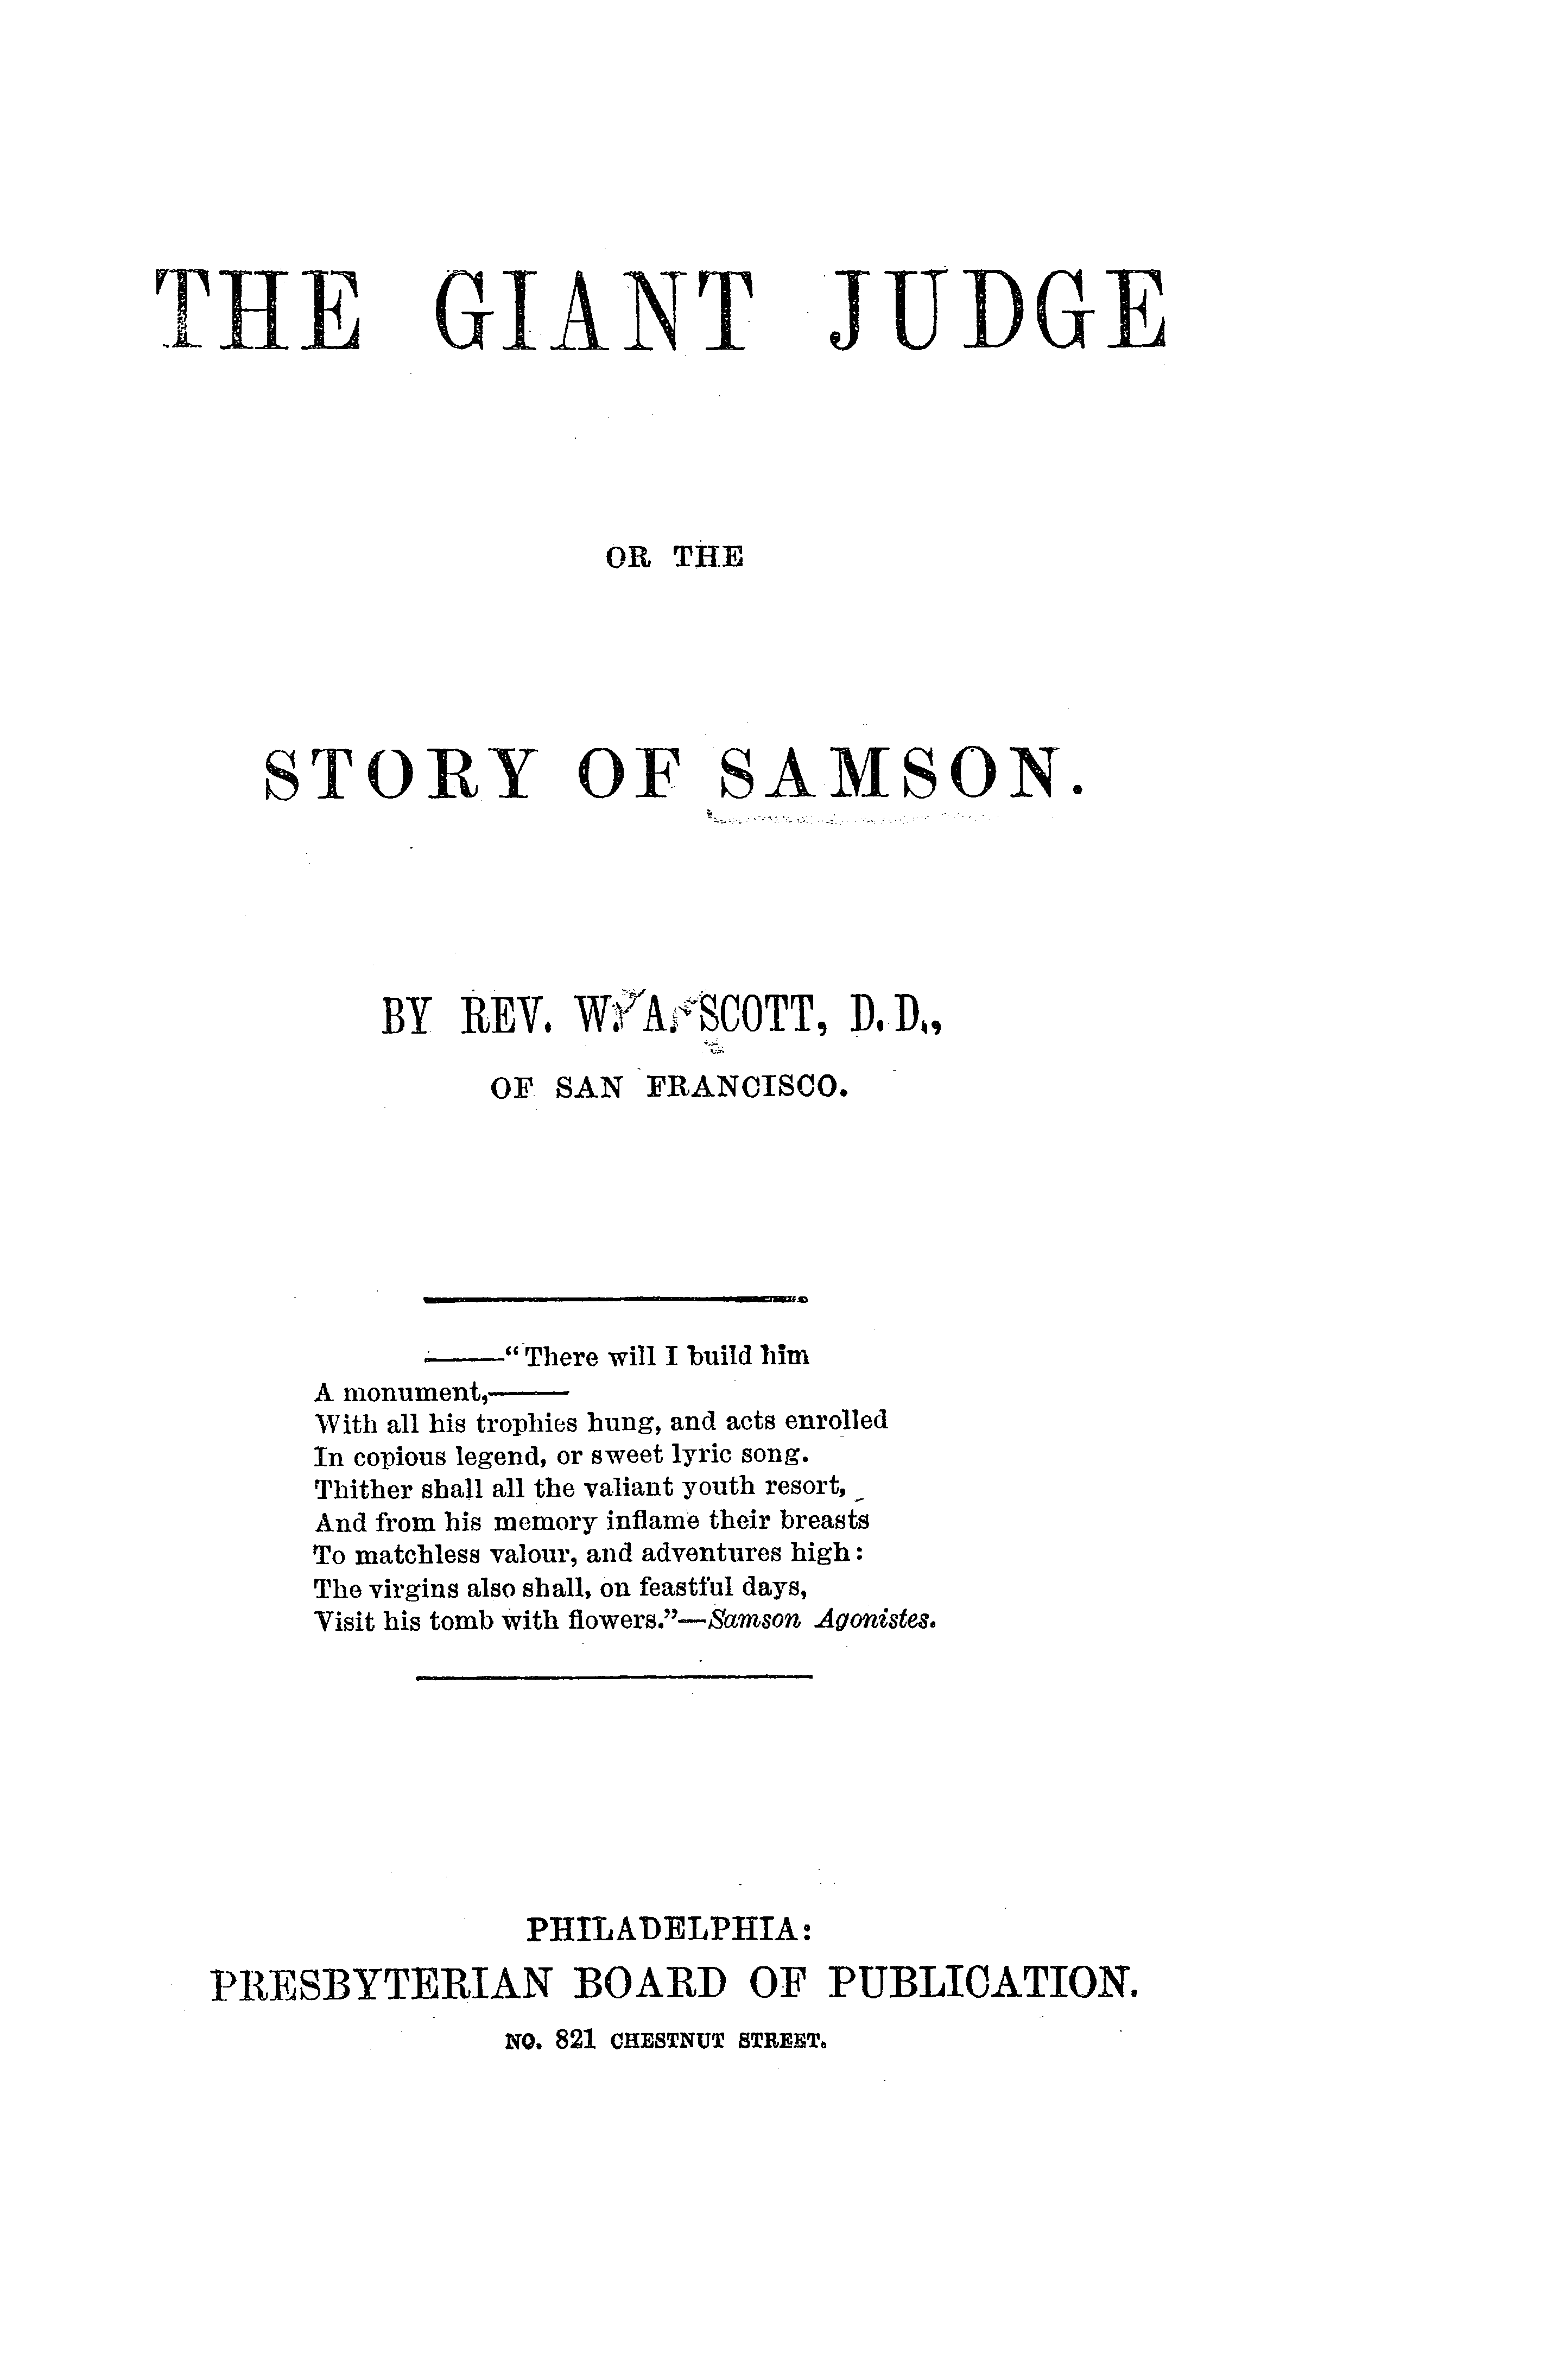 THE GIANT JUDGE
OR THE
STORY OF SAMSON.
BY REV. W. A. SCOTT, D. D.,
OF SAN FRANCISCO.
——“There will I build him
A monument,——
With all his trophies hung, and acts enrolled
In copious legend, or sweet lyric song.
Thither shall all the valiant youth resort,
And from his memory inflame their breasts
To matchless valour, and adventures high:
The virgins also shall, on feastful days,
Visit his tomb with flowers.”—Samson Agonistes.
PHILADELPHIA:
PRESBYTERIAN BOARD OF PUBLICATION.
NO. 821 CHESTNUT STREET.